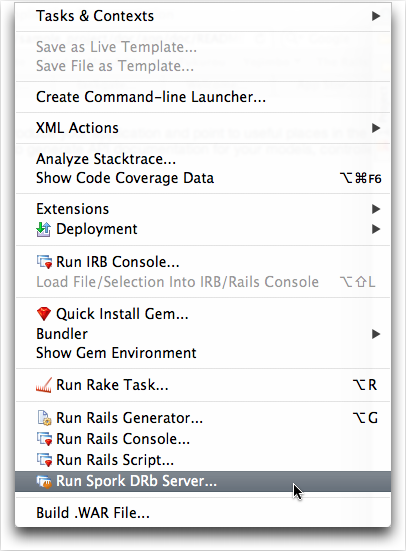 Tasks & Contexts
Save as Live Template...
Save File as Template...
Create Command-line Launcher...
XML Actions
Analyze Stacktrace...
Show Code Coverage Data ⌥⌘F6
Extensions
Deployment
Run IRB Console...
Load File/Selection Into IRB/Rails Console ⌥⇧L
Quick Install Gem...
Bundler
Show Gem Environment
Run Rake Task... ⌥R
Run Rails Generator... ⌥G
Run Rails Console...
Run Rails Script...
Run Spork DRb Server...
Build .WAR File...